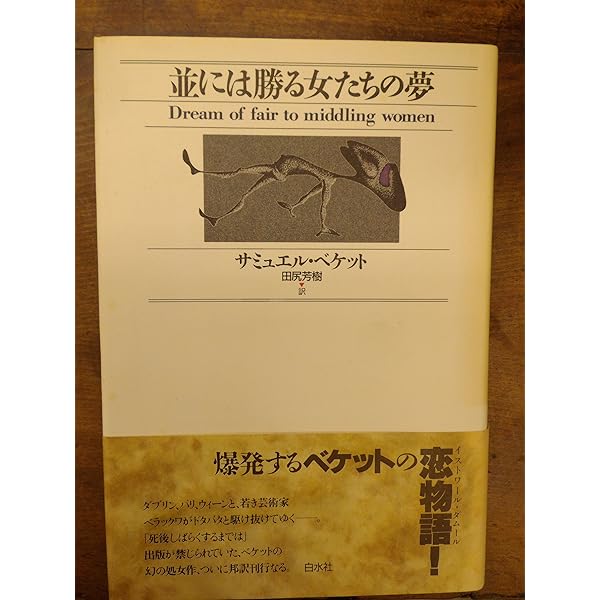 並には勝る女たちの夢
Dream of fair to middling women
サミュエル・ベケット
田尻芳樹
訳
爆発するベケットの
恋物語!
イストワール・ダムール
ダブリン、パリ、ウィーンと、若き芸術家
ベラックワがドタバタと駆け抜けてゆく——。
「死後しばらくするまでは」
出版が禁じられていた、ベケットの
幻の処女作、ついに邦訳刊行なる。
白水社